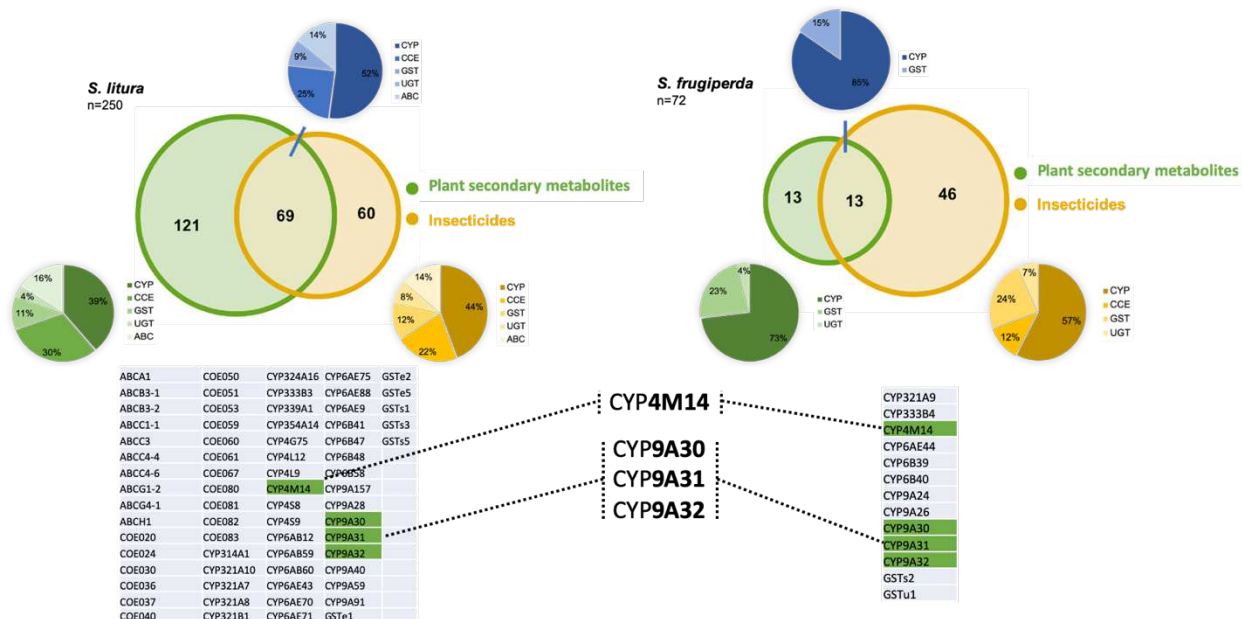 S. litura
n=250
14%
9%
25%
52%
CYP
CCE
GST
UGT
ABC
121
69
60
Plant secondary metabolites
Insecticides
16%
4%
11%
30%
39%
CYP
CCE
GST
UGT
ABC
14%
8%
12%
22%
44%
CYP
CCE
GST
UGT
ABC
S. frugiperda
n=72
15%
85%
CYP
GST
13
13
46
Plant secondary metabolites
Insecticides
4%
23%
73%
CYP
GST
UGT
7%
24%
12%
57%
CYP
CCE
GST
UGT
ABCA1 COE050 CYP324A16 CYP6AE75 GSTe2
ABCB3-1 COE051 CYP333B3 CYP6AE88 GSTe5
ABCB3-2 COE053 CYP339A1 CYP6AE9 GSTs1
ABCC1-1 COE059 CYP354A14 CYP6B41 GSTs3
ABCC3 COE060 CYP4G75 CYP6B47 GSTs5
ABCC4-4 COE061 CYP4L12 CYP6B48
ABCC4-6 COE067 CYP4L9 CYP6B58
ABCG1-2 COE080 CYP4M14 CYP9A157
ABCG4-1 COE081 CYP4S8 CYP9A28
ABCH1 COE082 CYP4S9 CYP9A30
COE020 COE083 CYP6AB12 CYP9A31
COE024 CYP314A1 CYP6AB59 CYP9A32
COE030 CYP321A10 CYP6AB60 CYP9A40
COE036 CYP321A7 CYP6AE43 CYP9A59
COE037 CYP321A8 CYP6AE70 CYP9A91
COE040 CYP321B1 CYP6AE71 GSTe1
CYP4M14
CYP9A30
CYP9A31
CYP9A32
CYP321A9
CYP333B4
CYP4M14
CYP6AE44
CYP6B39
CYP6B40
CYP9A24
CYP9A26
CYP9A30
CYP9A31
CYP9A32
GSTs2
GSTu1